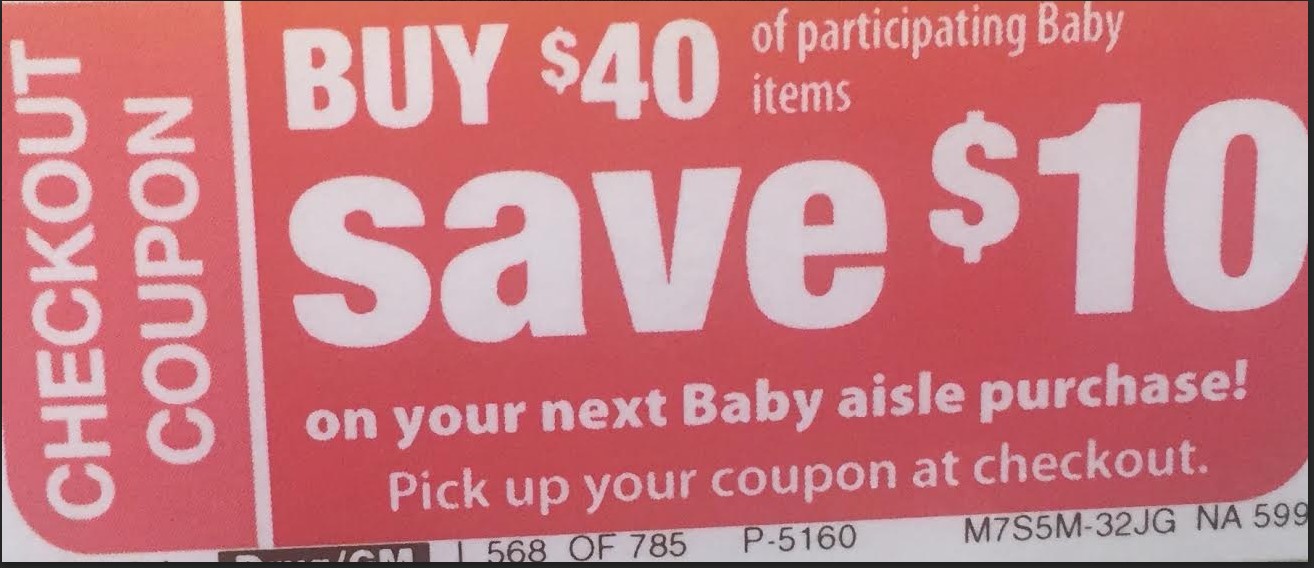 CHECKOUT
COUPON
BUY $40 of participating Baby
items
save $10
on your next Baby aisle purchase!
Pick up your coupon at checkout.
568 OF 785 P-5160 M7S5M-32JG NA 599